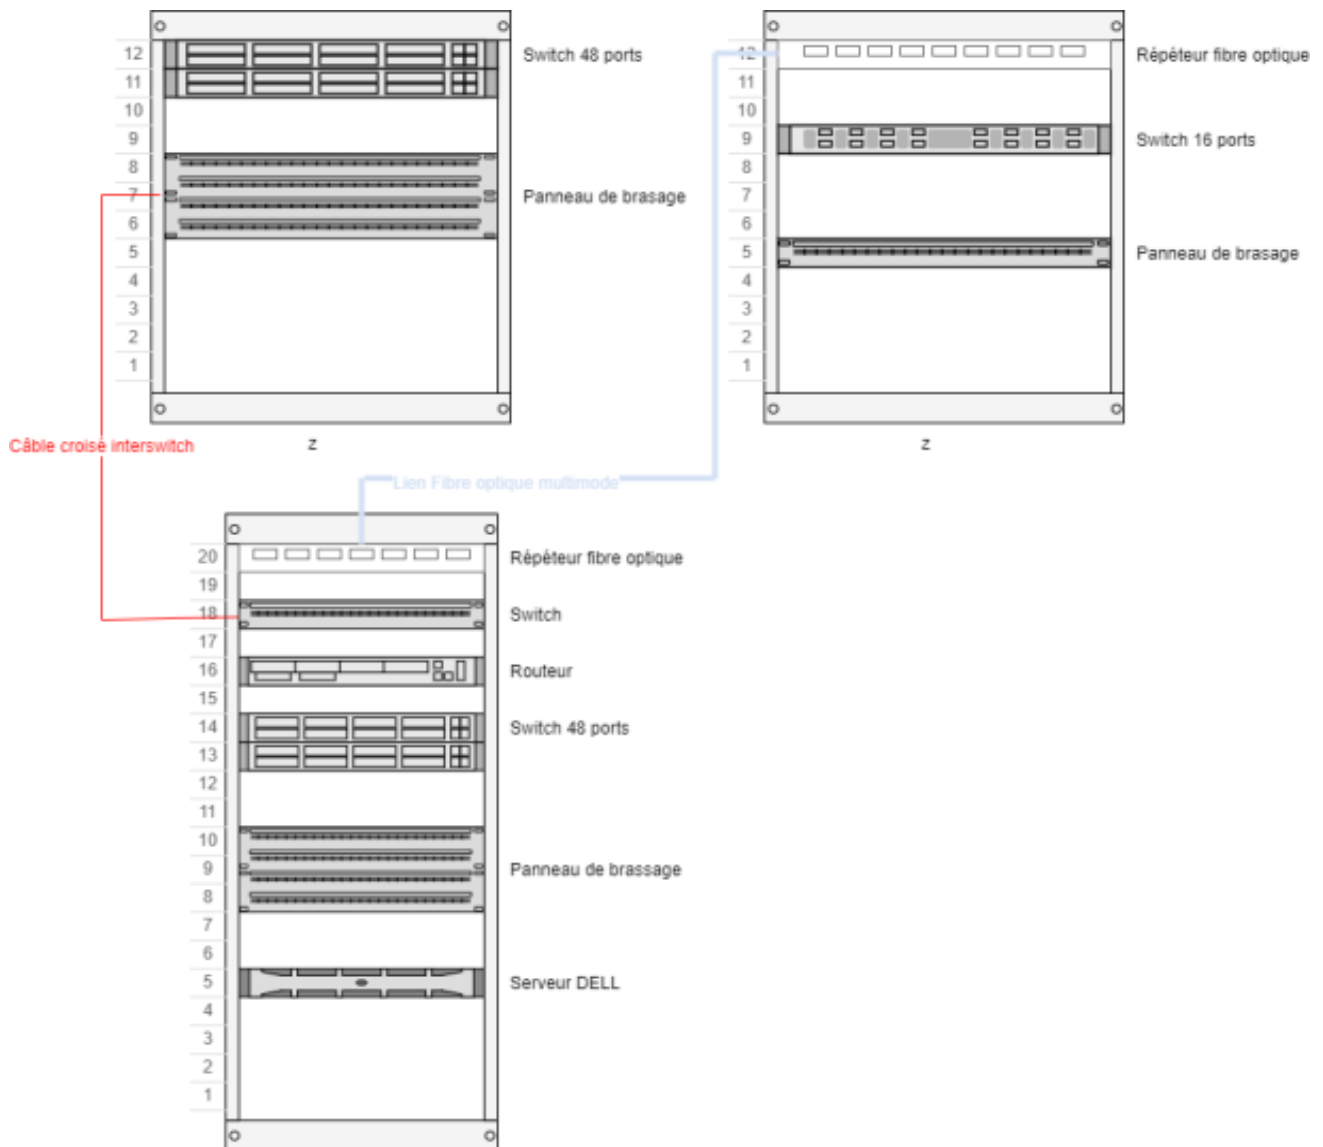 12
Switch 48 ports
11
10
9
8
7
Panneau de brasage
6
5
4
3
2
1
Z
12
Répéteur fibre optique
11
10
9
Switch 16 ports
8
7
6
5
Panneau de brasage
4
3
2
1
Z
Câble croisé interswitch
Lien Fibre optique multimode
20
Répéteur fibre optique
19
18
Switch
17
16
Routeur
15
14
Switch 48 ports
13
12
11
10
9
Panneau de brassage
8
7
6
5
Serveur DELL
4
3
2
1